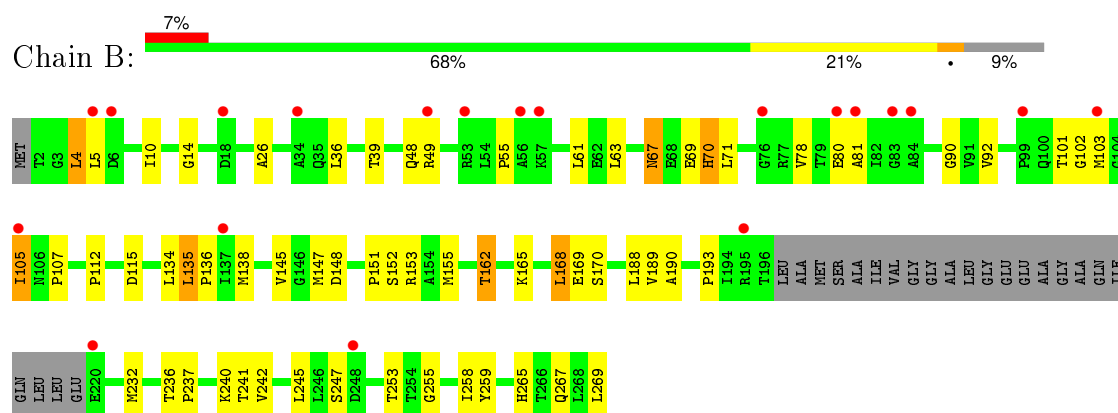 7%
Chain B:
68% 21% • 9%
MET T2 G3 L4 L5 D6 I10 G14 D18 A26 A34 Q35 L36 T39 Q48 R49 R53 L54 P55 A56 K57 L61 E62 L63 N67 E68 E69 H70 L71 G76 R77 V78 T79 E80 A81 I82 G83 A84 G90 V91 V92 P99 Q100 T101 G102 M103 G104
I105 N106 P107 P112 D115 L134 L135 P136 I137 M138 V145 G146 M147 D148 P151 S152 R153 A154 M155 T162 K165 L168 E169 S170 L188 V189 A190 P193 I194 R195 T196 LEU ALA MET SER ALA ILE VAL GLY GLY ALA LEU GLY GLU GLU ALA GLY ALA GLN ILE
GLN LEU LEU GLU E220 M232 T236 P237 K240 T241 V242 L245 L246 S247 D248 T253 T254 G255 I258 Y259 H265 T266 Q267 L268 L269